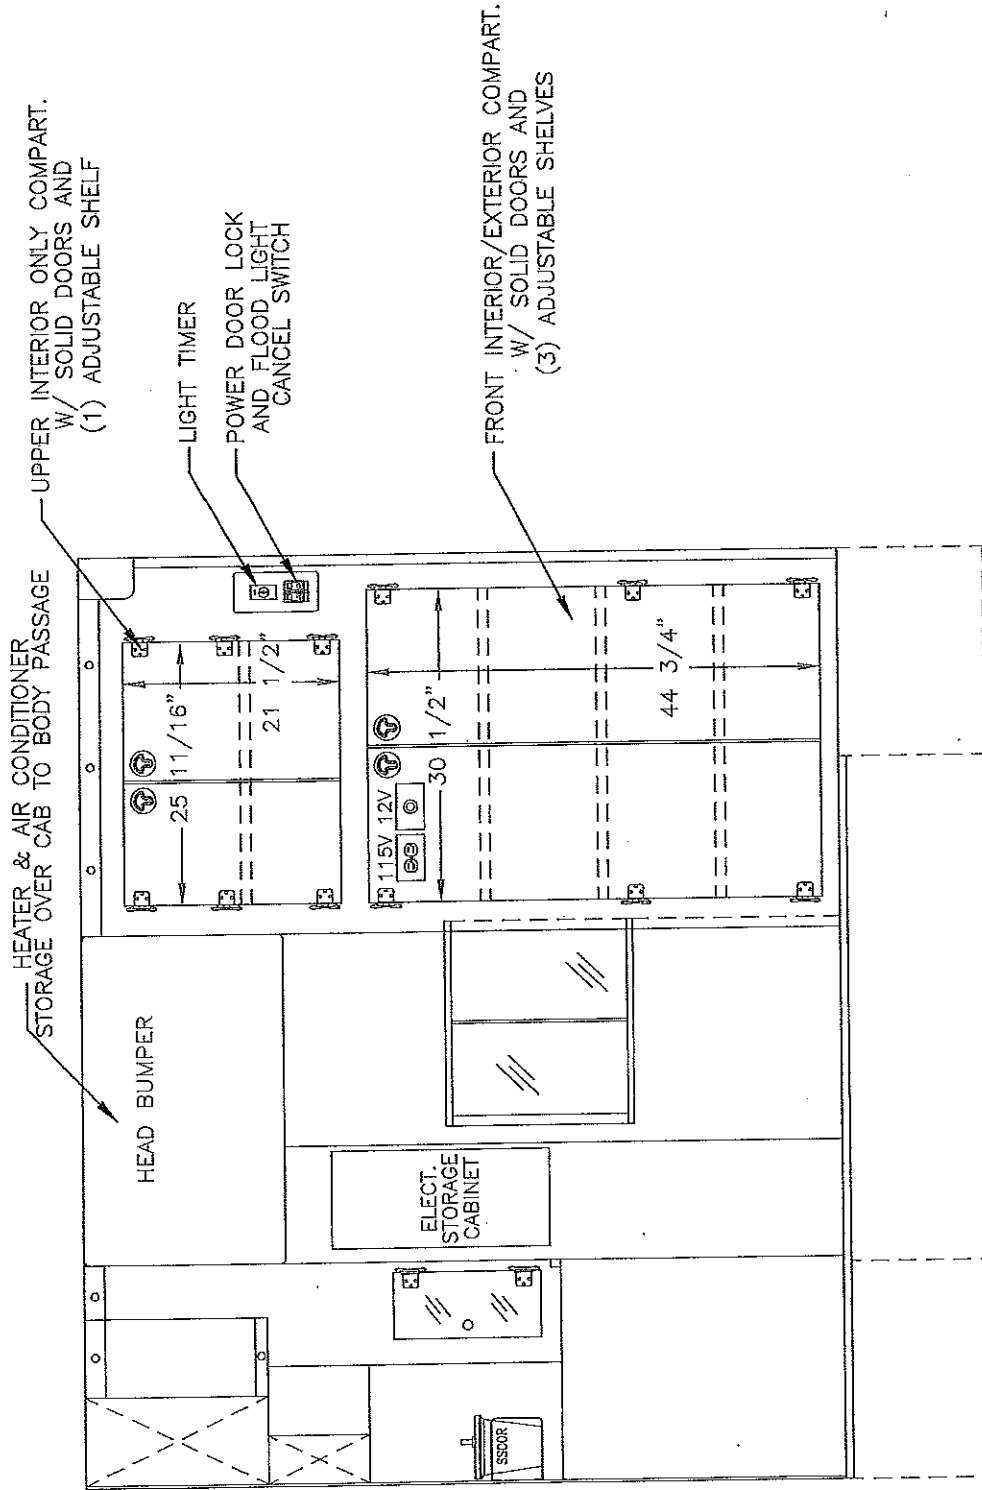 HEATER & AIR CONDITIONER
STORAGE OVER CAB TO BODY PASSAGE
UPPER INTERIOR ONLY COMPART.
W/ SOLID DOORS AND
(1) ADJUSTABLE SHELF
LIGHT TIMER
POWER DOOR LOCK
AND FLOOD LIGHT
CANCEL SWITCH
FRONT INTERIOR/EXTERIOR COMPART.
W/ SOLID DOORS AND
(3) ADJUSTABLE SHELVES
HEAD BUMPER
25 11/16"
21 1/2"
115V 12V
30 1/2"
44 3/4"
ELECT.
STORAGE
CABINET
SSCOR